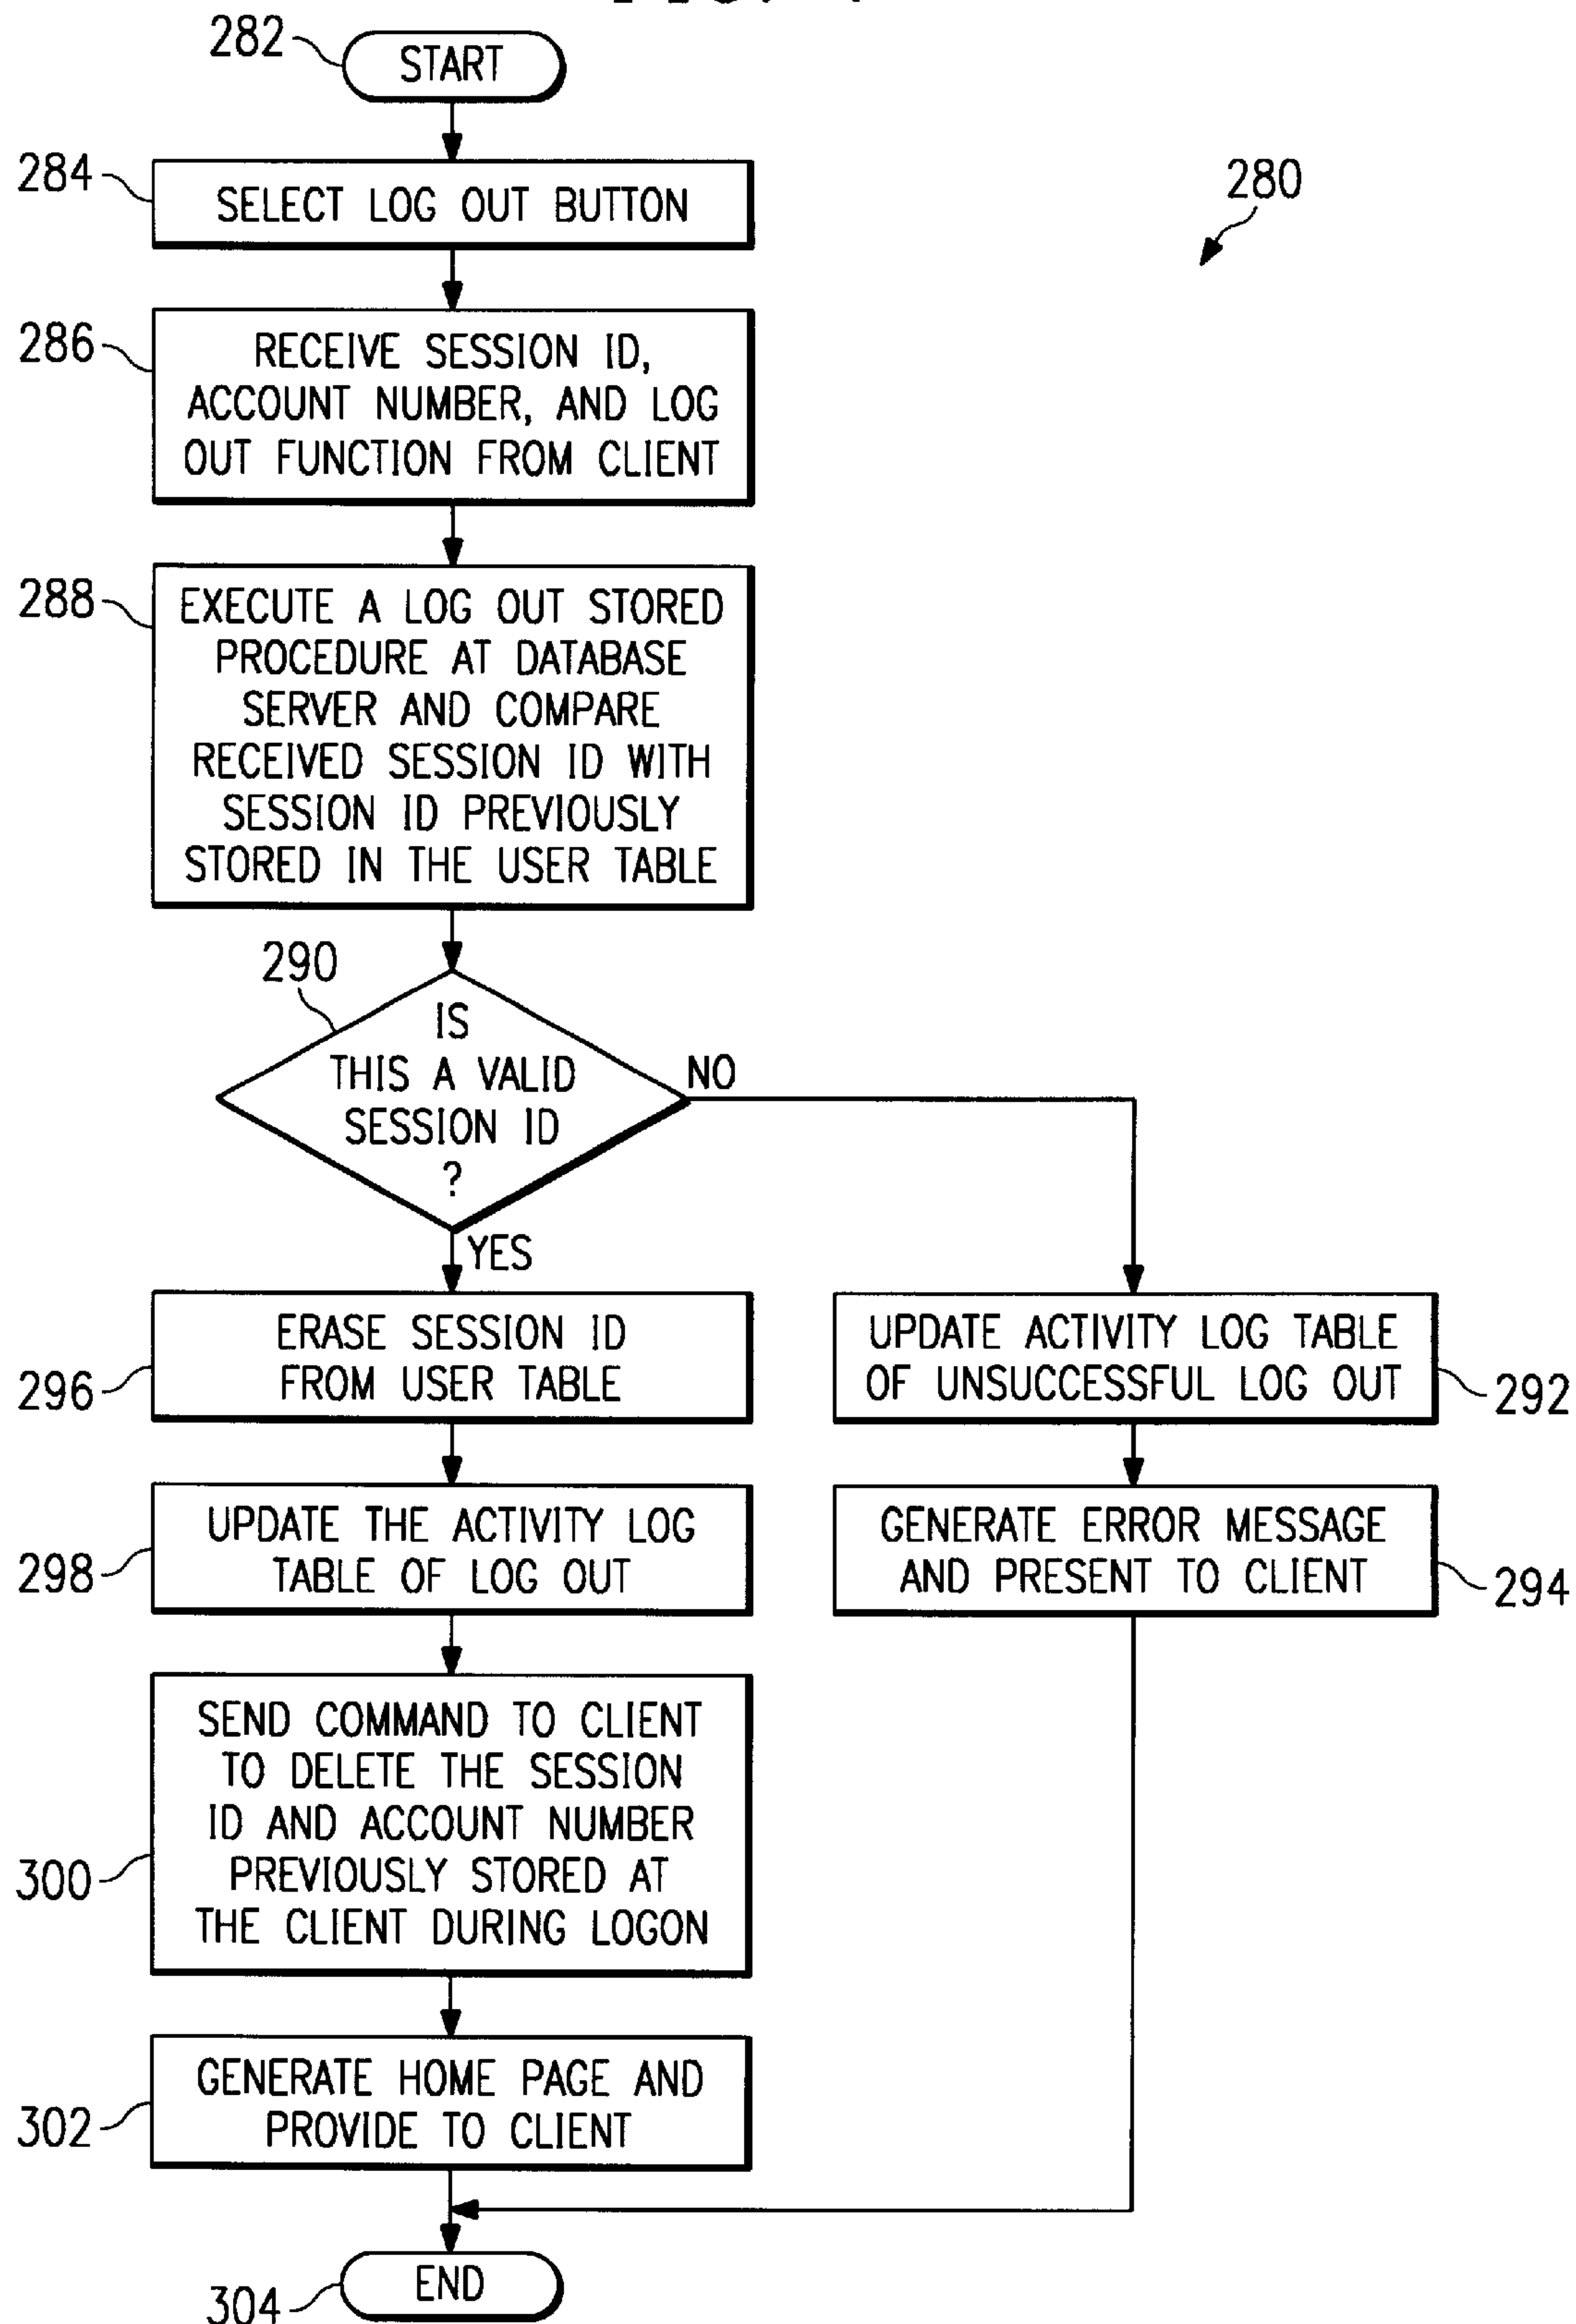 282
START
284
SELECT LOG OUT BUTTON
280
286
RECEIVE SESSION ID,
ACCOUNT NUMBER, AND LOG
OUT FUNCTION FROM CLIENT
288
EXECUTE A LOG OUT STORED
PROCEDURE AT DATABASE
SERVER AND COMPARE
RECEIVED SESSION ID WITH
SESSION ID PREVIOUSLY
STORED IN THE USER TABLE
290
IS
THIS A VALID
SESSION ID
?
NO
YES
296
ERASE SESSION ID
FROM USER TABLE
UPDATE ACTIVITY LOG TABLE
OF UNSUCCESSFUL LOG OUT
292
298
UPDATE THE ACTIVITY LOG
TABLE OF LOG OUT
GENERATE ERROR MESSAGE
AND PRESENT TO CLIENT
294
300
SEND COMMAND TO CLIENT
TO DELETE THE SESSION
ID AND ACCOUNT NUMBER
PREVIOUSLY STORED AT
THE CLIENT DURING LOGON
302
GENERATE HOME PAGE AND
PROVIDE TO CLIENT
304
END